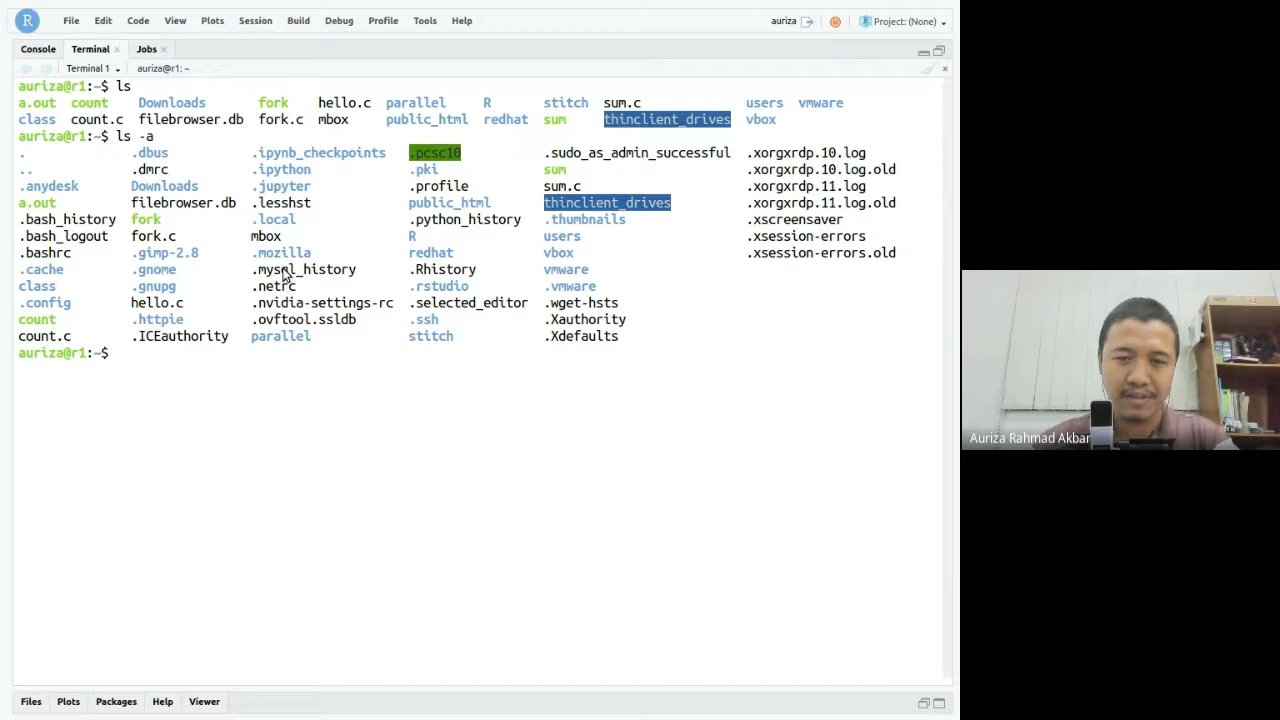 R File Edit Code View Plots Session Build Debug Profile Tools Help auriza R Project: (None)
Console Terminal Jobs
Terminal 1 auriza@r1: ~
auriza@r1:~$ ls
a.out count Downloads fork hello.c parallel R stitch sum.c users vmware
class count.c filebrowser.db fork.c mbox public_html redhat sum thinclient_drives vbox
auriza@r1:~$ ls -a
. .dbus .ipynb_checkpoints .pcsc10 .sudo_as_admin_successful .xorgxrdp.10.log
.. .dmrc .ipython .pki sum .xorgxrdp.10.log.old
.anydesk Downloads .jupyter .profile sum.c .xorgxrdp.11.log
a.out filebrowser.db .lesshst public_html thinclient_drives .xorgxrdp.11.log.old
.bash_history fork .local .python_history .thumbnails .xscreensaver
.bash_logout fork.c mbox R users .xsession-errors
.bashrc .gimp-2.8 .mozilla redhat vbox .xsession-errors.old
.cache .gnome .mysql_history .Rhistory vmware
class .gnupg .netrc .rstudio .vmware
.config hello.c .nvidia-settings-rc .selected_editor .wget-hsts
count .httpie .ovftool.ssldb .ssh .Xauthority
count.c .ICEauthority parallel stitch .Xdefaults
auriza@r1:~$
Auriza Rahmad Akbar
Files Plots Packages Help Viewer